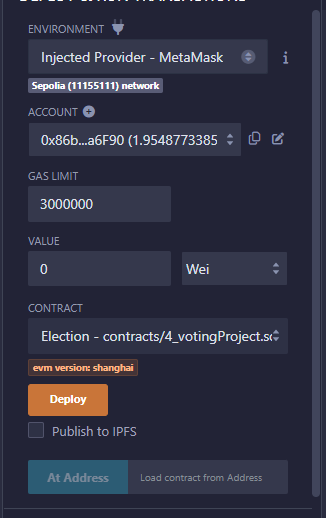 ENVIRONMENT
Injected Provider - MetaMask
Sepolia (11155111) network
ACCOUNT
0x86b...a6F90 (1.9548773385
GAS LIMIT
3000000
VALUE
0
Wei
CONTRACT
Election - contracts/4_votingProject.sc
evm version: shanghai
Deploy
Publish to IPFS
At Address
Load contract from Address